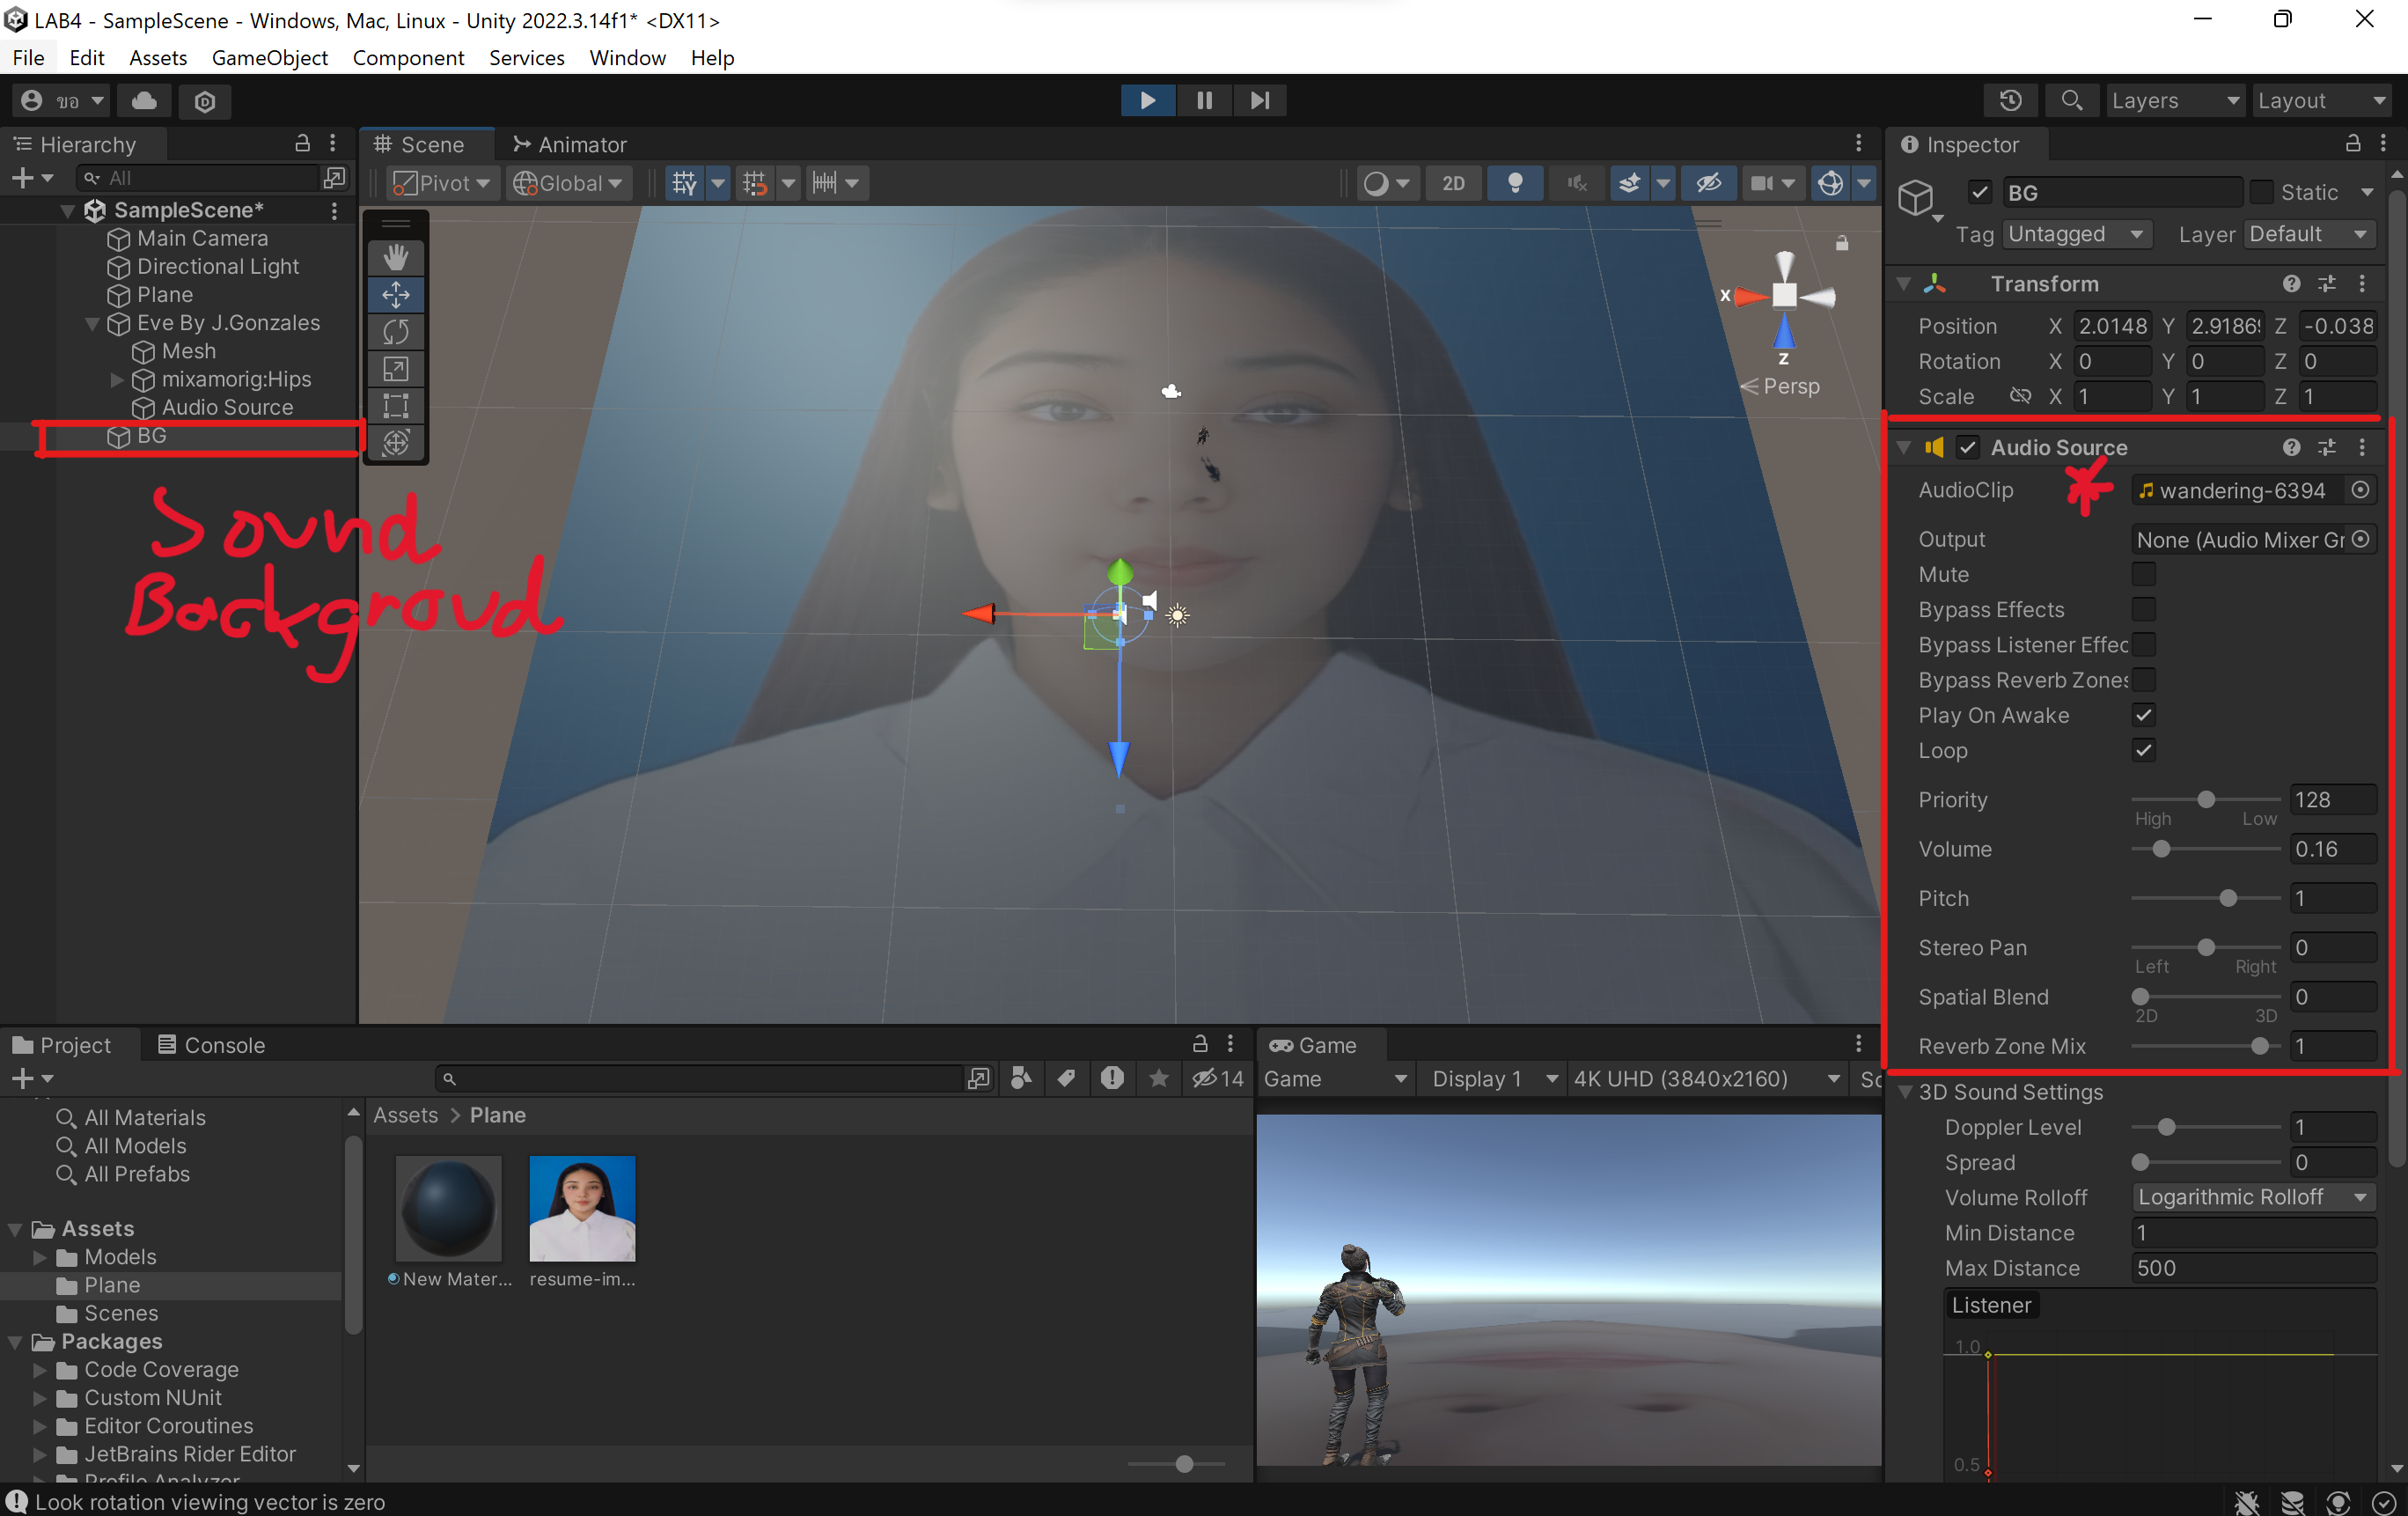 LAB4 - SampleScene - Windows, Mac, Linux - Unity 2022.3.14f1* <DX11>
File Edit Assets GameObject Component Services Window Help
ขอ
Layers Layout
Hierarchy
All
SampleScene*
Main Camera
Directional Light
Plane
Eve By J.Gonzales
Mesh
mixamorig:Hips
Audio Source
BG
Sound
Backgroud
Scene Animator
Pivot Global 2D
x
z
Persp
Inspector
BG Static
Tag Untagged Layer Default
Transform
Position X 2.0148 Y 2.9186 Z -0.038
Rotation X 0 Y 0 Z 0
Scale X 1 Y 1 Z 1
Audio Source
AudioClip wandering-6394
Output None (Audio Mixer Gr
Mute
Bypass Effects
Bypass Listener Effec
Bypass Reverb Zones
Play On Awake
Loop
Priority 128
High Low
Volume 0.16
Pitch 1
Stereo Pan 0
Left Right
Spatial Blend 0
2D 3D
Reverb Zone Mix 1
3D Sound Settings
Doppler Level 1
Spread 0
Volume Rolloff Logarithmic Rolloff
Min Distance 1
Max Distance 500
Listener
1.0
0.5
Project Console
14
All Materials
All Models
All Prefabs
Assets
Models
Plane
Scenes
Packages
Code Coverage
Custom NUnit
Editor Coroutines
JetBrains Rider Editor
Profile Analyzer
Assets > Plane
New Mater... resume-im...
Game
Game Display 1 4K UHD (3840x2160) Sc
Look rotation viewing vector is zero